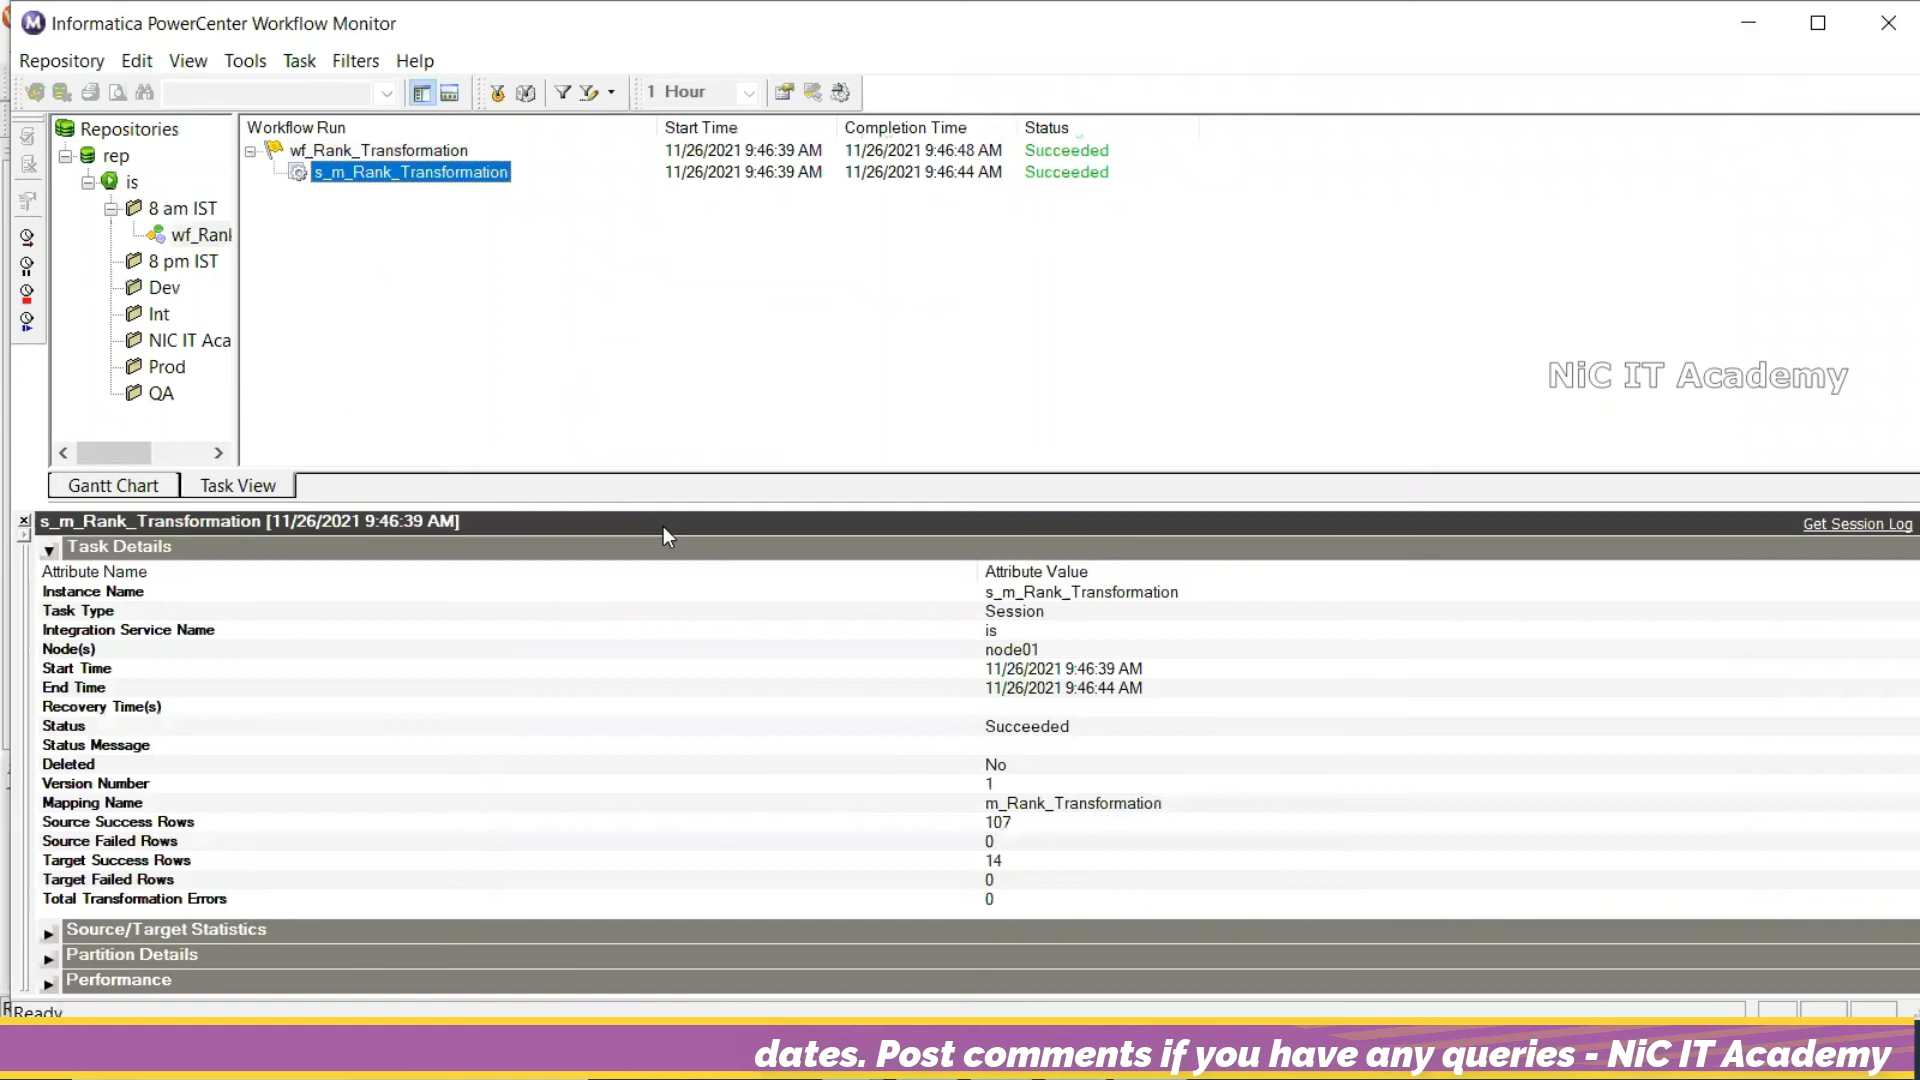 Informatica PowerCenter Workflow Monitor
Repository Edit View Tools Task Filters Help
1 Hour
Repositories
rep
is
8 am IST
wf_Rank
8 pm IST
Dev
Int
NIC IT Aca
Prod
QA
Workflow Run Start Time Completion Time Status
wf_Rank_Transformation 11/26/2021 9:46:39 AM 11/26/2021 9:46:48 AM Succeeded
s_m_Rank_Transformation 11/26/2021 9:46:39 AM 11/26/2021 9:46:44 AM Succeeded
NiC IT Academy
Gantt Chart Task View
s_m_Rank_Transformation [11/26/2021 9:46:39 AM] Get Session Log
Task Details
Attribute Name Attribute Value
Instance Name s_m_Rank_Transformation
Task Type Session
Integration Service Name is
Node(s) node01
Start Time 11/26/2021 9:46:39 AM
End Time 11/26/2021 9:46:44 AM
Recovery Time(s)
Status Succeeded
Status Message
Deleted No
Version Number 1
Mapping Name m_Rank_Transformation
Source Success Rows 107
Source Failed Rows 0
Target Success Rows 14
Target Failed Rows 0
Total Transformation Errors 0
Source/Target Statistics
Partition Details
Performance
Ready
dates. Post comments if you have any queries - NiC IT Academy